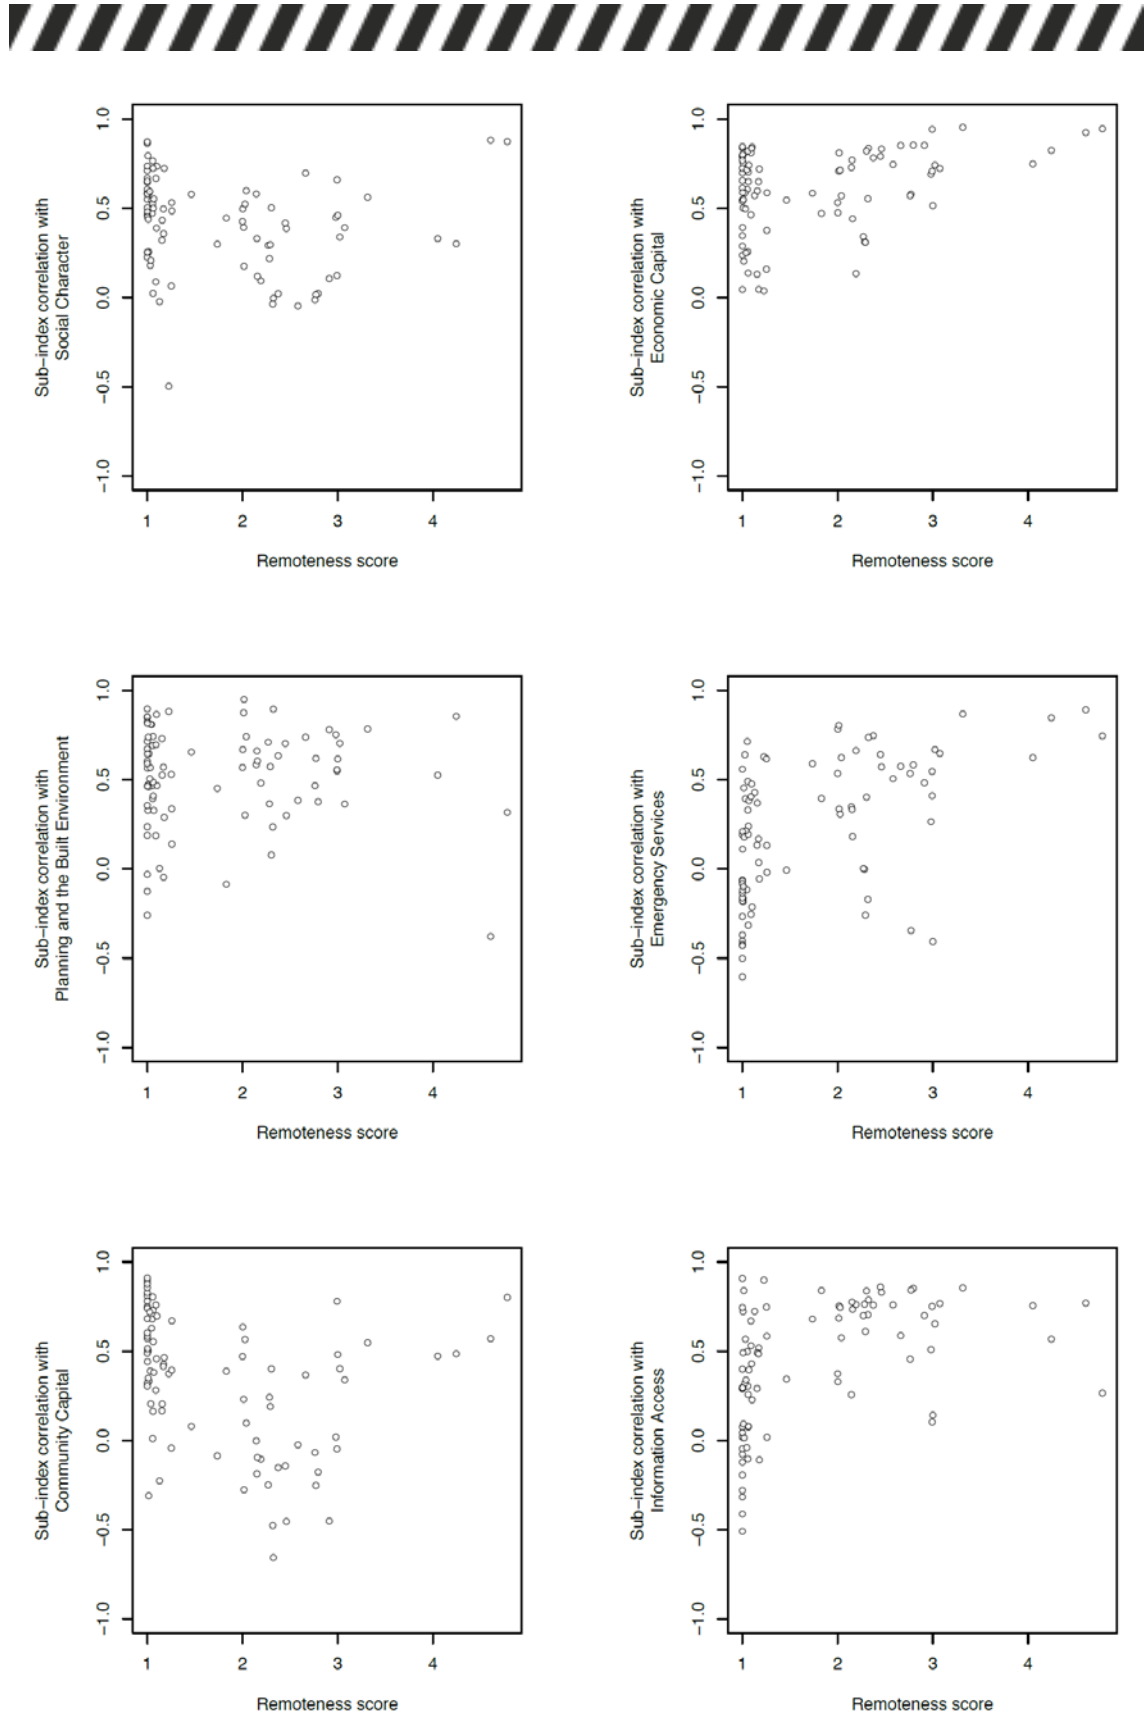 Sub−index correlation with
Social Character
1.0
0.5
0.0
−0.5
−1.0
1 2 3 4
Remoteness score
Sub−index correlation with
Economic Capital
1.0
0.5
0.0
−0.5
−1.0
1 2 3 4
Remoteness score
Sub−index correlation with
Planning and the Built Environment
1.0
0.5
0.0
−0.5
−1.0
1 2 3 4
Remoteness score
Sub−index correlation with
Emergency Services
1.0
0.5
0.0
−0.5
−1.0
1 2 3 4
Remoteness score
Sub−index correlation with
Community Capital
1.0
0.5
0.0
−0.5
−1.0
1 2 3 4
Remoteness score
Sub−index correlation with
Information Access
1.0
0.5
0.0
−0.5
−1.0
1 2 3 4
Remoteness score